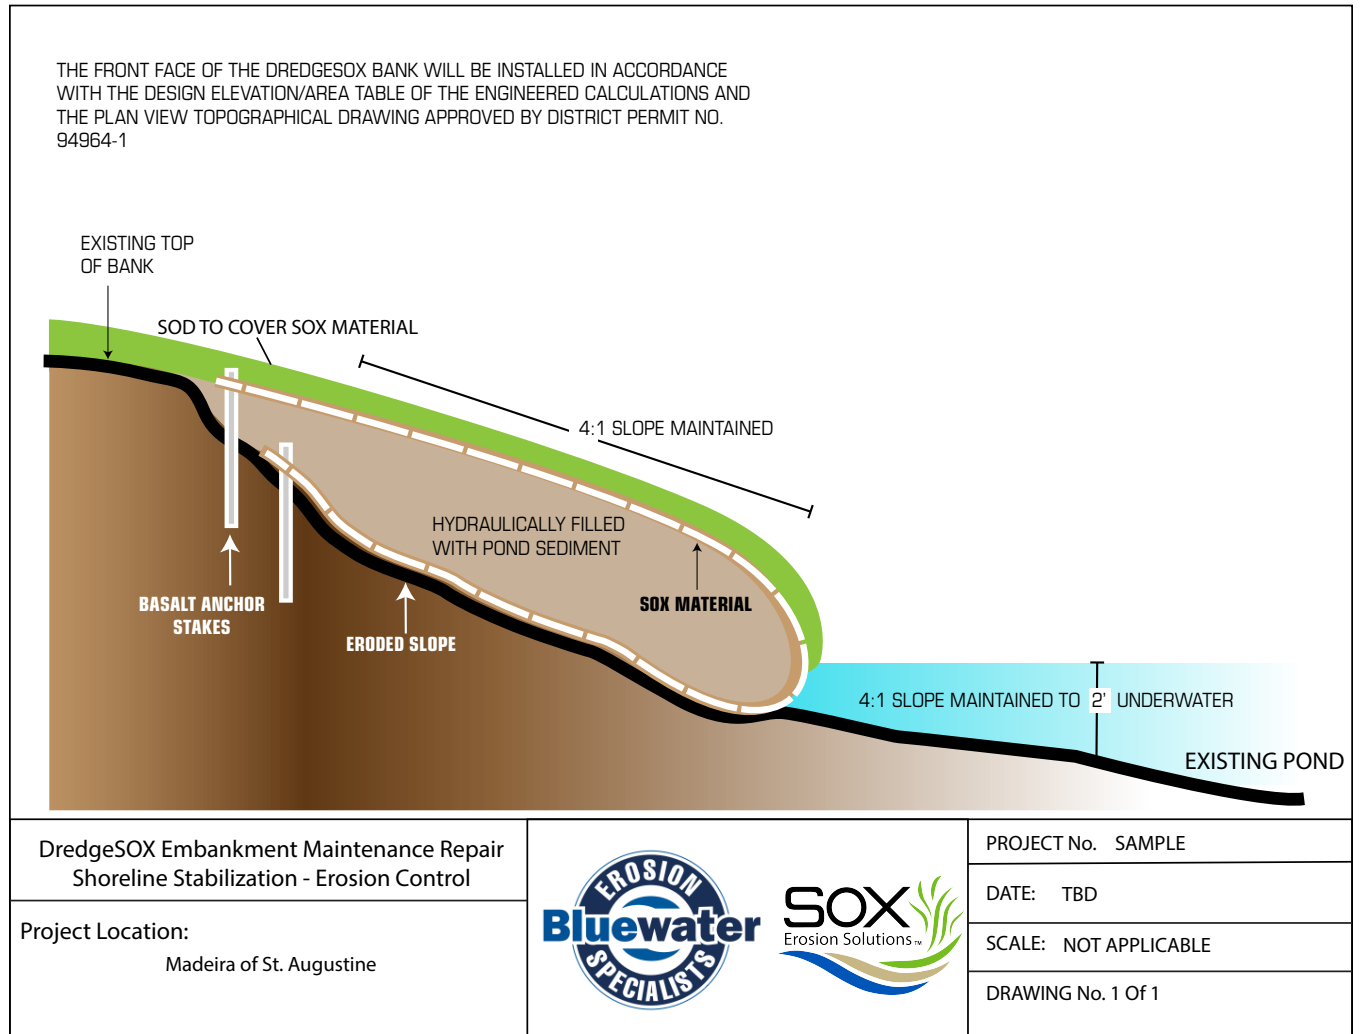 THE FRONT FACE OF THE DREDGESOX BANK WILL BE INSTALLED IN ACCORDANCE
WITH THE DESIGN ELEVATION/AREA TABLE OF THE ENGINEERED CALCULATIONS AND
THE PLAN VIEW TOPOGRAPHICAL DRAWING APPROVED BY DISTRICT PERMIT NO.
94964-1
EXISTING TOP
OF BANK
SOD TO COVER SOX MATERIAL
4:1 SLOPE MAINTAINED
HYDRAULICALLY FILLED
WITH POND SEDIMENT
SOX MATERIAL
BASALT ANCHOR
STAKES
ERODED SLOPE
4:1 SLOPE MAINTAINED TO 2' UNDERWATER
EXISTING POND
DredgeSOX Embankment Maintenance Repair
Shoreline Stabilization - Erosion Control
Project Location:
Madeira of St. Augustine
EROSION
Bluewater
SPECIALISTS
SOX
Erosion Solutions™
PROJECT No. SAMPLE
DATE: TBD
SCALE: NOT APPLICABLE
DRAWING No. 1 Of 1